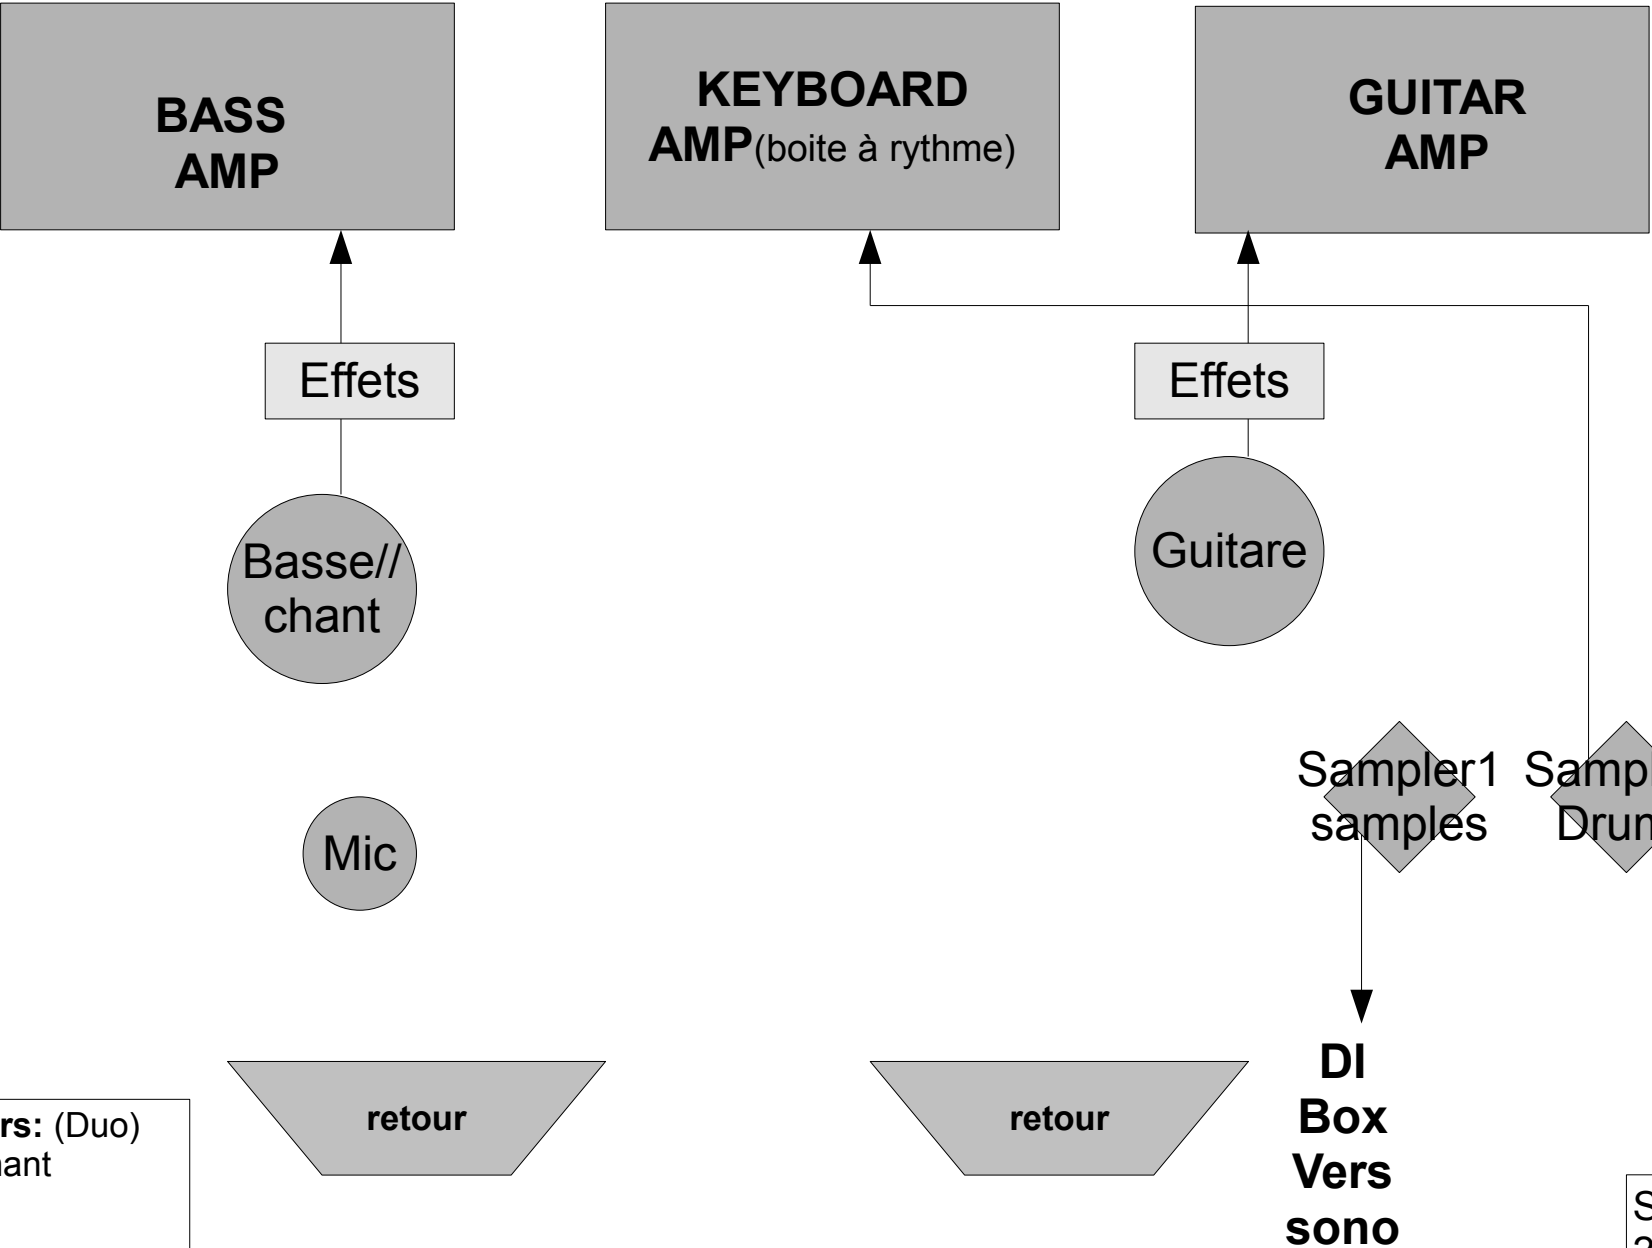 BASS
AMP
KEYBOARD
AMP(boite à rythme)
GUITAR
AMP
Effets
Effets
Basse//
chant
Guitare
Sampler1
samples
Mic
retour
retour
DI
Box
Vers
sono
(Duo)